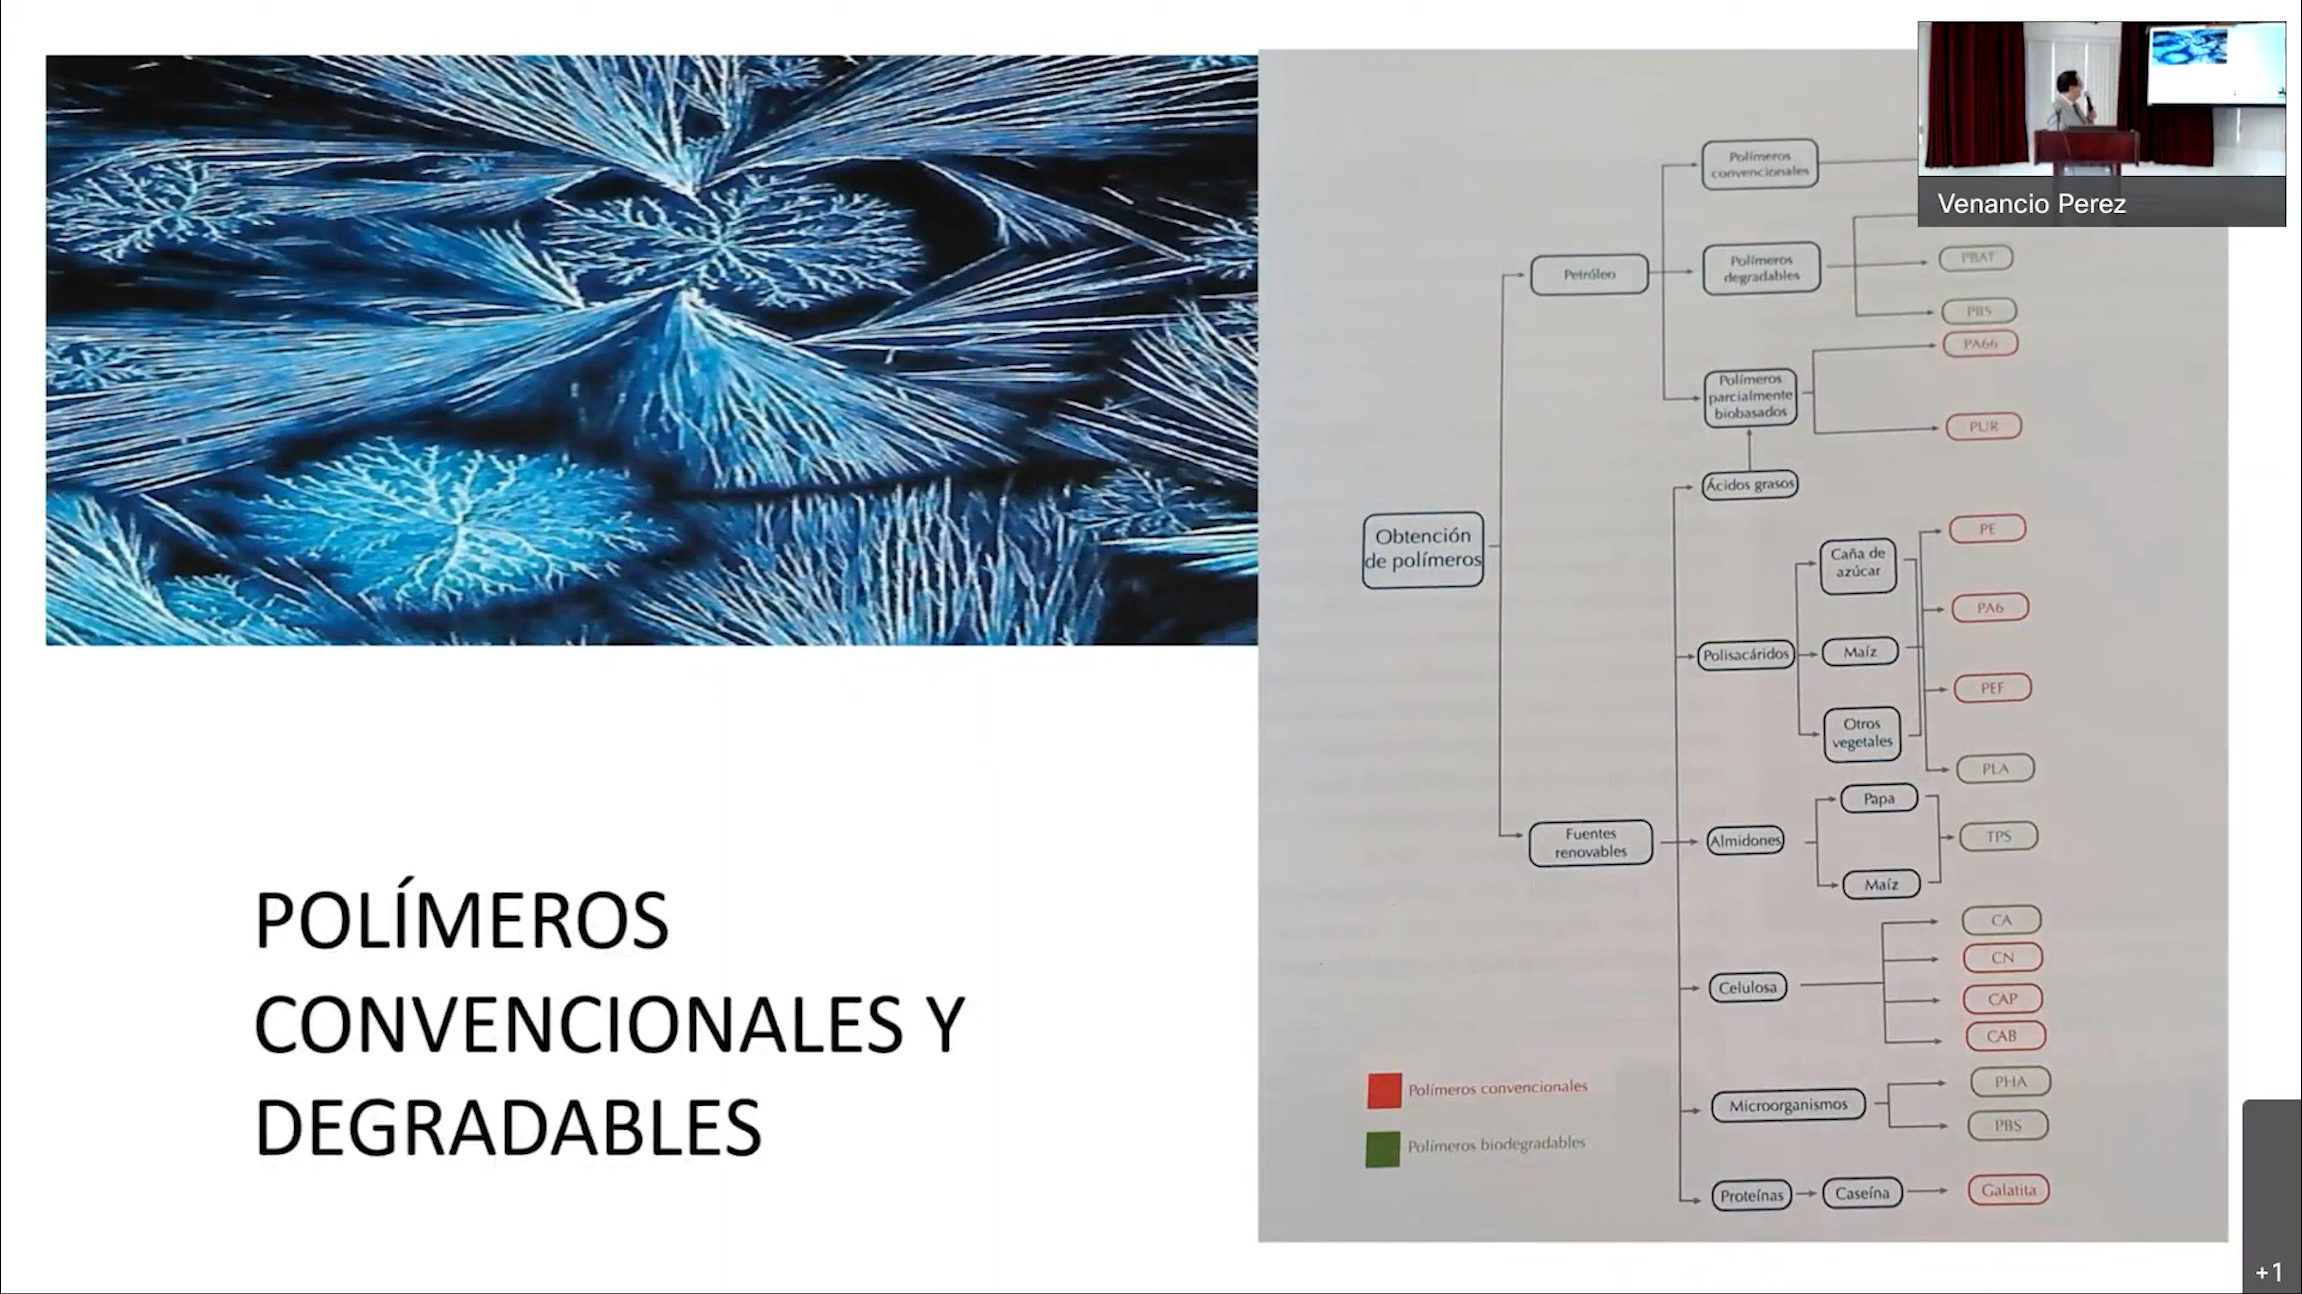 Venancio Perez
Polímeros
convencionales
Polímeros
degradables
PBAT
Petróleo
PBS
PA66
Polímeros
parcialmente
biobasados
PUR
Ácidos grasos
Obtención
de polímeros
PE
Caña de
azúcar
PA6
Polisacáridos
Maíz
PEF
Otros
vegetales
PLA
Papa
Fuentes
renovables
Almidones
TPS
Maíz
POLÍMEROS
CONVENCIONALES Y
DEGRADABLES
CA
CN
Celulosa
CAP
CAB
Polímeros convencionales
PHA
Microorganismos
PBS
Polímeros biodegradables
Proteínas
Caseína
Galatita
+1